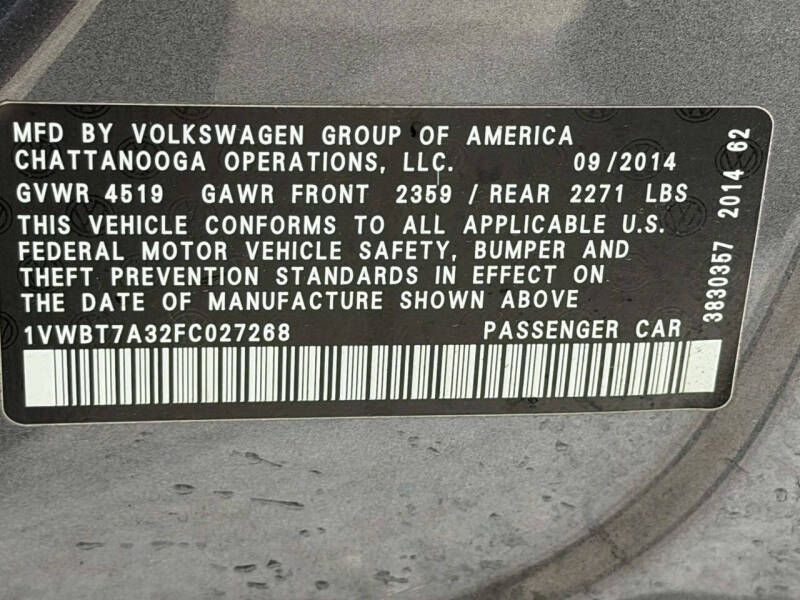 MFD BY VOLKSWAGEN GROUP OF AMERICA
CHATTANOOGA OPERATIONS, LLC. 09/2014
GVWR 4519 GAWR FRONT 2359 / REAR 2271 LBS
THIS VEHICLE CONFORMS TO ALL APPLICABLE U.S.
FEDERAL MOTOR VEHICLE SAFETY, BUMPER AND
THEFT PREVENTION STANDARDS IN EFFECT ON
THE DATE OF MANUFACTURE SHOWN ABOVE
1VWBT7A32FC027268 PASSENGER CAR
3830357 2014 62